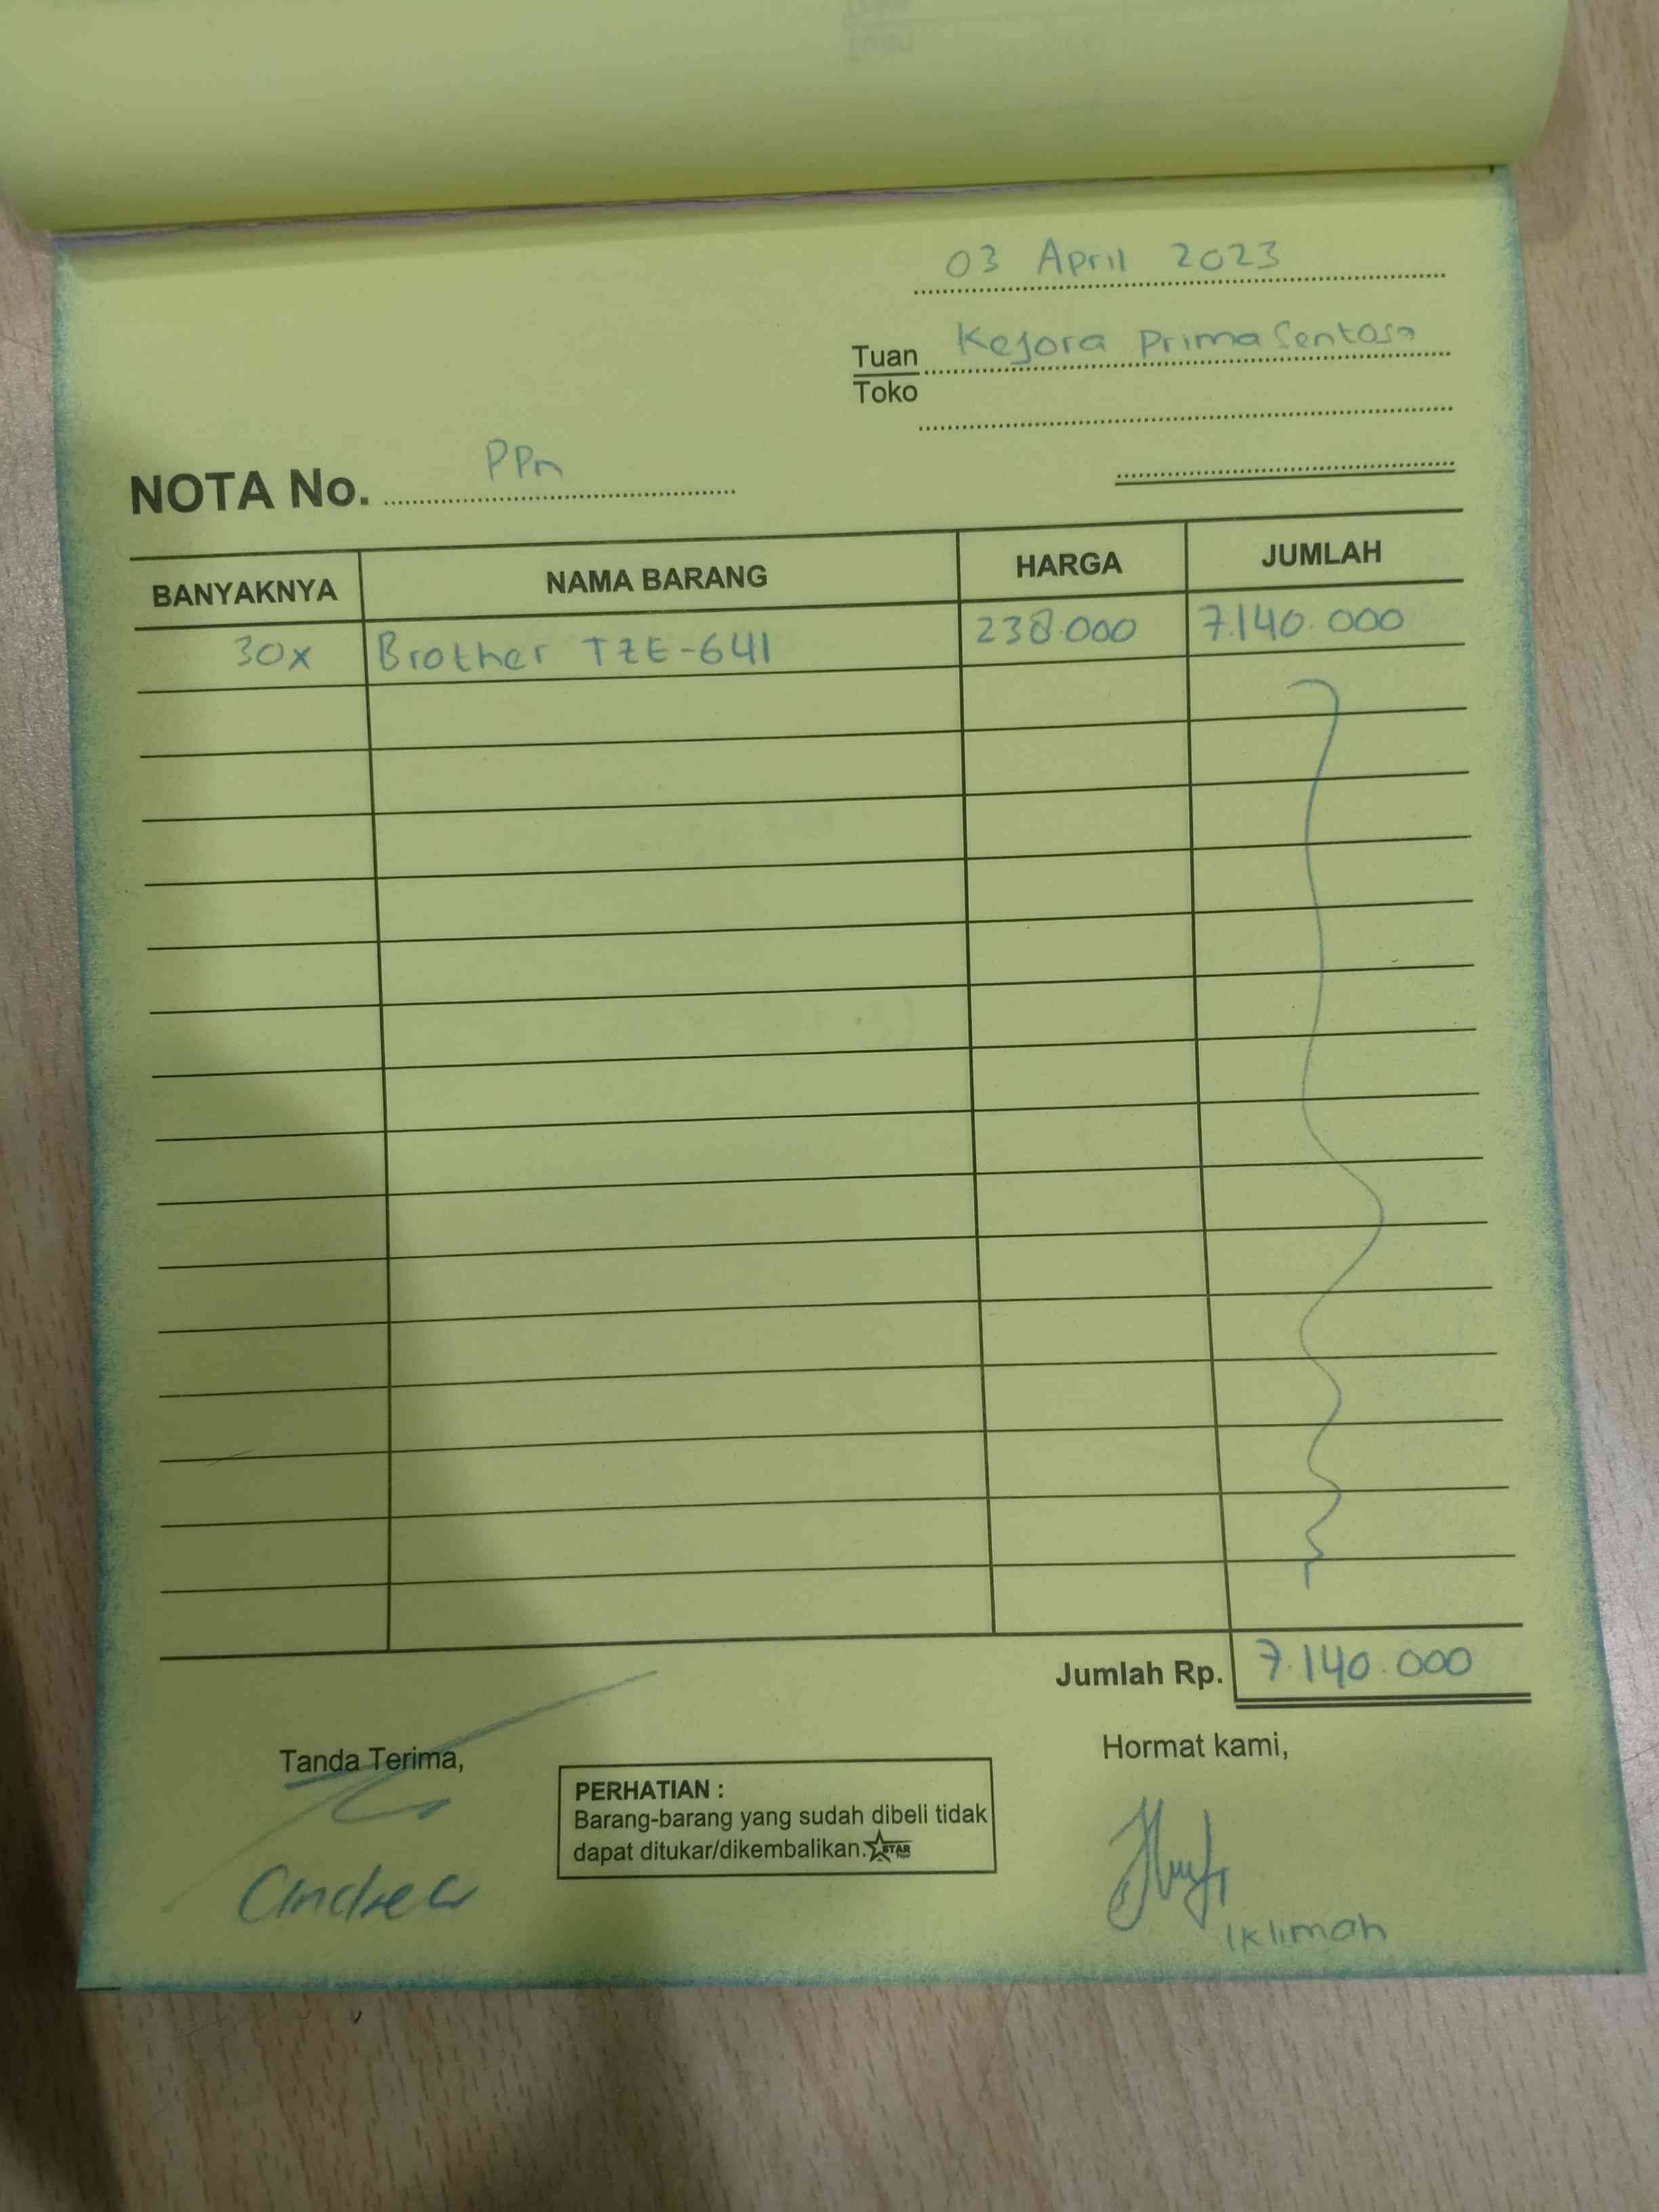 03 April 2023
Tuan Kejora Prima Sentosa
Toko
NOTA No. PPn
BANYAKNYA NAMA BARANG HARGA JUMLAH
30x Brother TZE-641 238.000 7.140.000
Jumlah Rp. 7.140.000
Tanda Terima, Hormat kami,
PERHATIAN :
Barang-barang yang sudah dibeli tidak
dapat ditukar/dikembalikan. STAR
Andrew
Iklimah